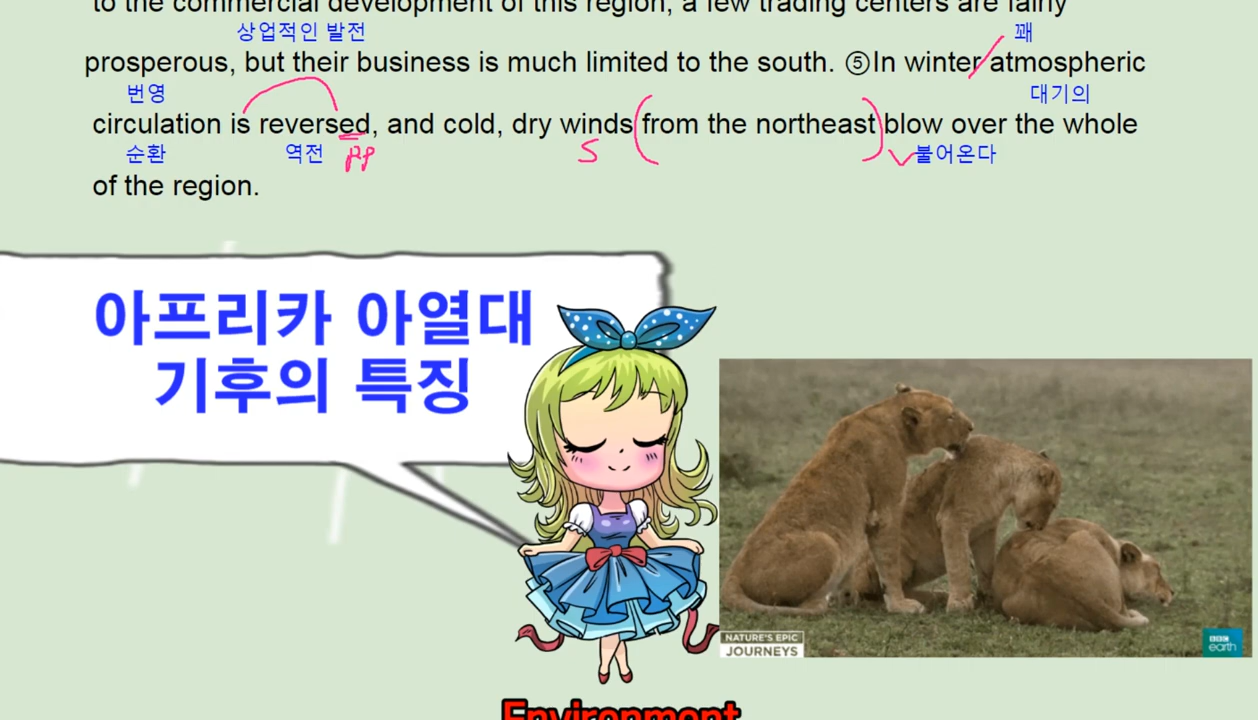 to the commercial development of this region, a few trading centers are fairly
상업적인 발전 꽤
prosperous, but their business is much limited to the south. ⑤In winter atmospheric
번영 대기의
circulation is reversed, and cold, dry winds from the northeast blow over the whole
순환 역전 pp S 불어온다
of the region.
아프리카 아열대
기후의 특징
NATURE'S EPIC
JOURNEYS
BBC
earth
Environment